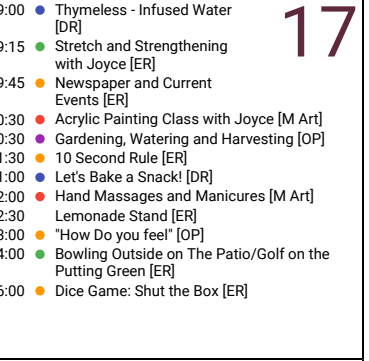 9:00 Thymeless - Infused Water
[DR]
17
9:15 Stretch and Strengthening
with Joyce [ER]
9:45 Newspaper and Current
Events [ER]
0:30 Acrylic Painting Class with Joyce [M Art]
0:30 Gardening, Watering and Harvesting [OP]
1:30 10 Second Rule [ER]
1:00 Let's Bake a Snack! [DR]
2:00 Hand Massages and Manicures [M Art]
2:30 Lemonade Stand [ER]
3:00 "How Do you feel" [OP]
4:00 Bowling Outside on The Patio/Golf on the
Putting Green [ER]
6:00 Dice Game: Shut the Box [ER]